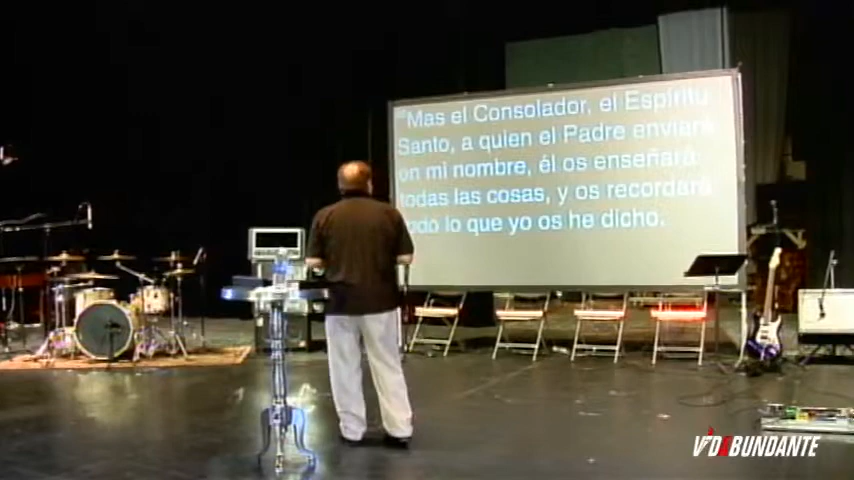 26Mas el Consolador, el Espíritu
Santo, a quien el Padre enviará
en mi nombre, él os enseñará
todas las cosas, y os recordará
todo lo que yo os he dicho.
VIDABUNDANTE